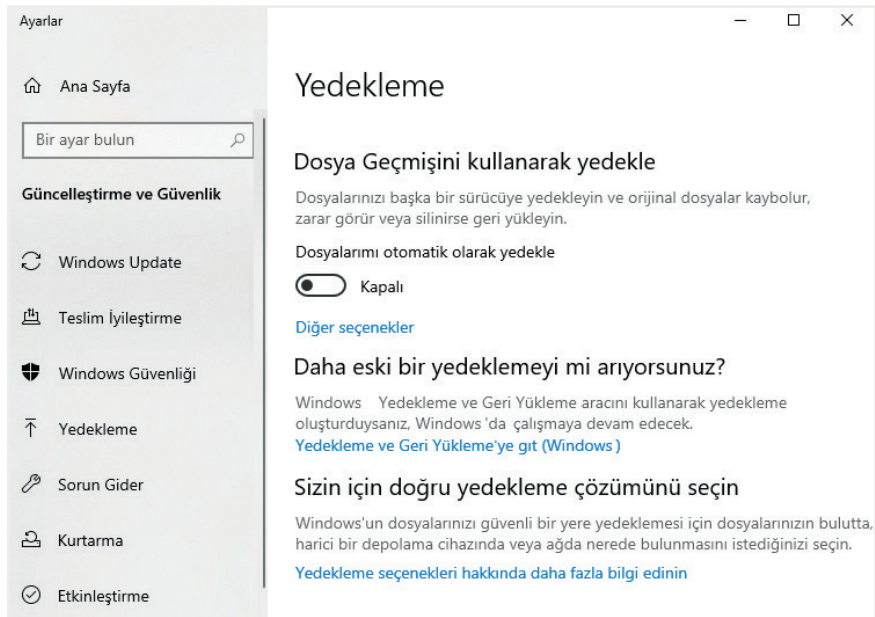 Ayarlar
Ana Sayfa
Bir ayar bulun
Güncelleştirme ve Güvenlik
Windows Update
Teslim İyileştirme
Windows Güvenliği
Yedekleme
Sorun Gider
Kurtarma
Etkinleştirme
Yedekleme
Dosya Geçmişini kullanarak yedekle
Dosyalarınızı başka bir sürücüye yedekleyin ve orijinal dosyalar kaybolur,
zarar görür veya silinirse geri yükleyin.
Dosyalarımı otomatik olarak yedekle
Kapalı
Diğer seçenekler
Daha eski bir yedeklemeyi mi arıyorsunuz?
Windows Yedekleme ve Geri Yükleme aracını kullanarak yedekleme
oluşturduysanız, Windows 'da çalışmaya devam edecek.
Yedekleme ve Geri Yükleme'ye gıt (Windows )
Sizin için doğru yedekleme çözümünü seçin
Windows'un dosyalarınızı güvenli bir yere yedeklemesi için dosyalarınızın bulutta,
harici bir depolama cihazında veya ağda nerede bulunmasını istediğinizi seçin.
Yedekleme seçenekleri hakkında daha fazla bilgi edinin